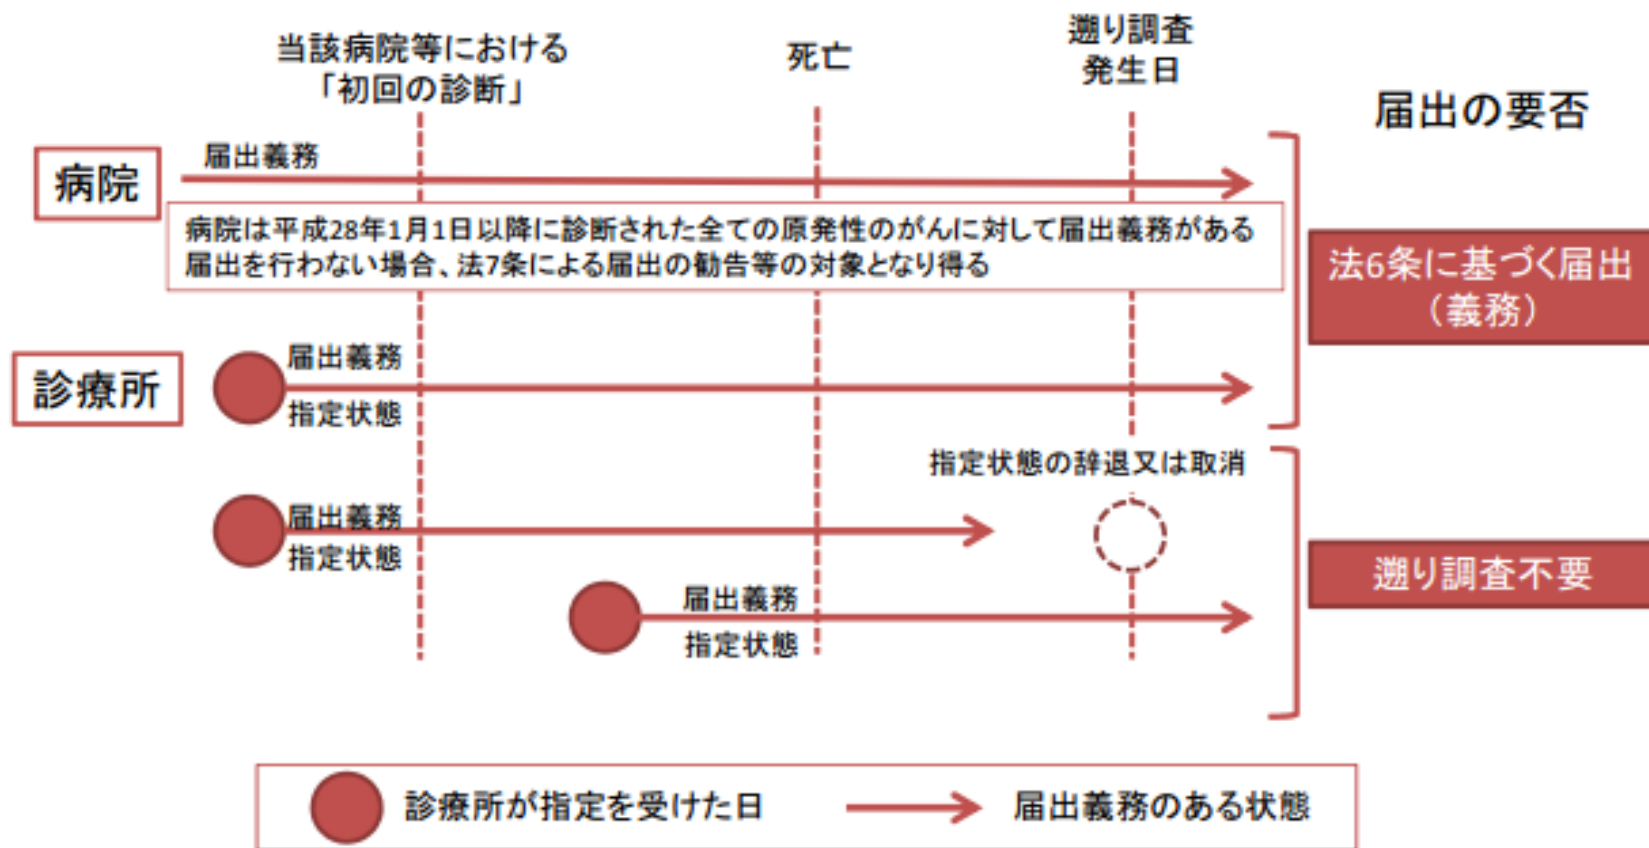 当該病院等における
「初回の診断」
死亡
遡り調査
発生日
届出の要否
病院
届出義務
病院は平成28年1月1日以降に診断された全ての原発性のがんに対して届出義務がある
届出を行わない場合、法7条による届出の勧告等の対象となり得る
法6条に基づく届出
（義務）
診療所
届出義務
指定状態
指定状態の辞退又は取消
届出義務
指定状態
遡り調査不要
届出義務
指定状態
診療所が指定を受けた日
届出義務のある状態